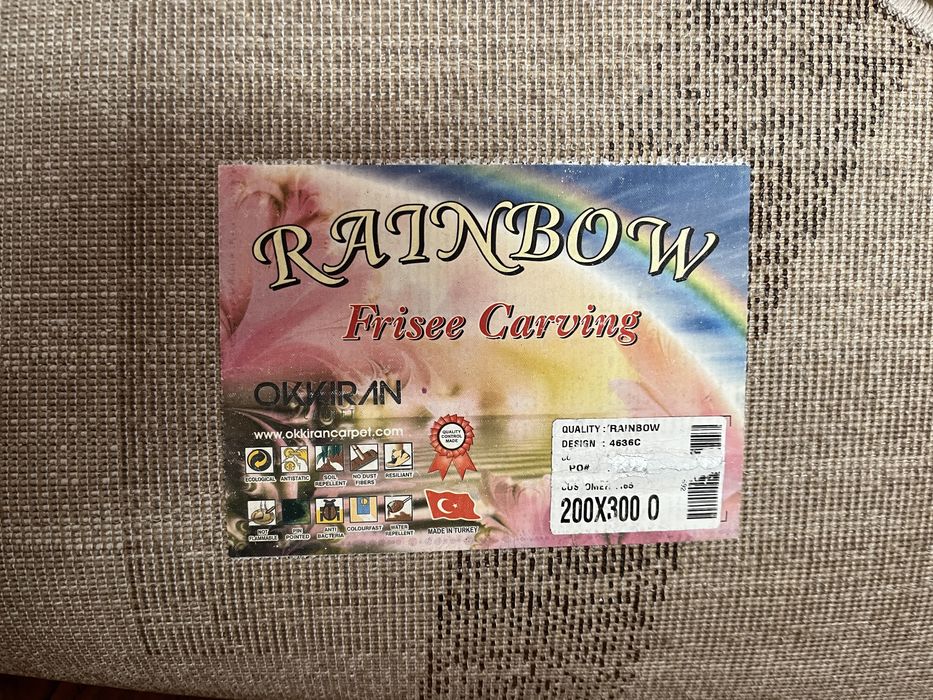 RAINBOW
Frisee Carving
OKKIRAN
www.okkirancarpet.com
QUALITY CONTROL MADE
ECOLOGICAL
ANTISTATIC
SOIL REPELLENT
NO DUST FIBERS
RESILIANT
NOT FLAMMABLE
PIN POINTED
ANTI BACTERIA
COLOURFAST
WATER REPELLENT
MADE IN TURKEY
QUALITY : RAINBOW
DESIGN : 4636C
PO#
200X300 O